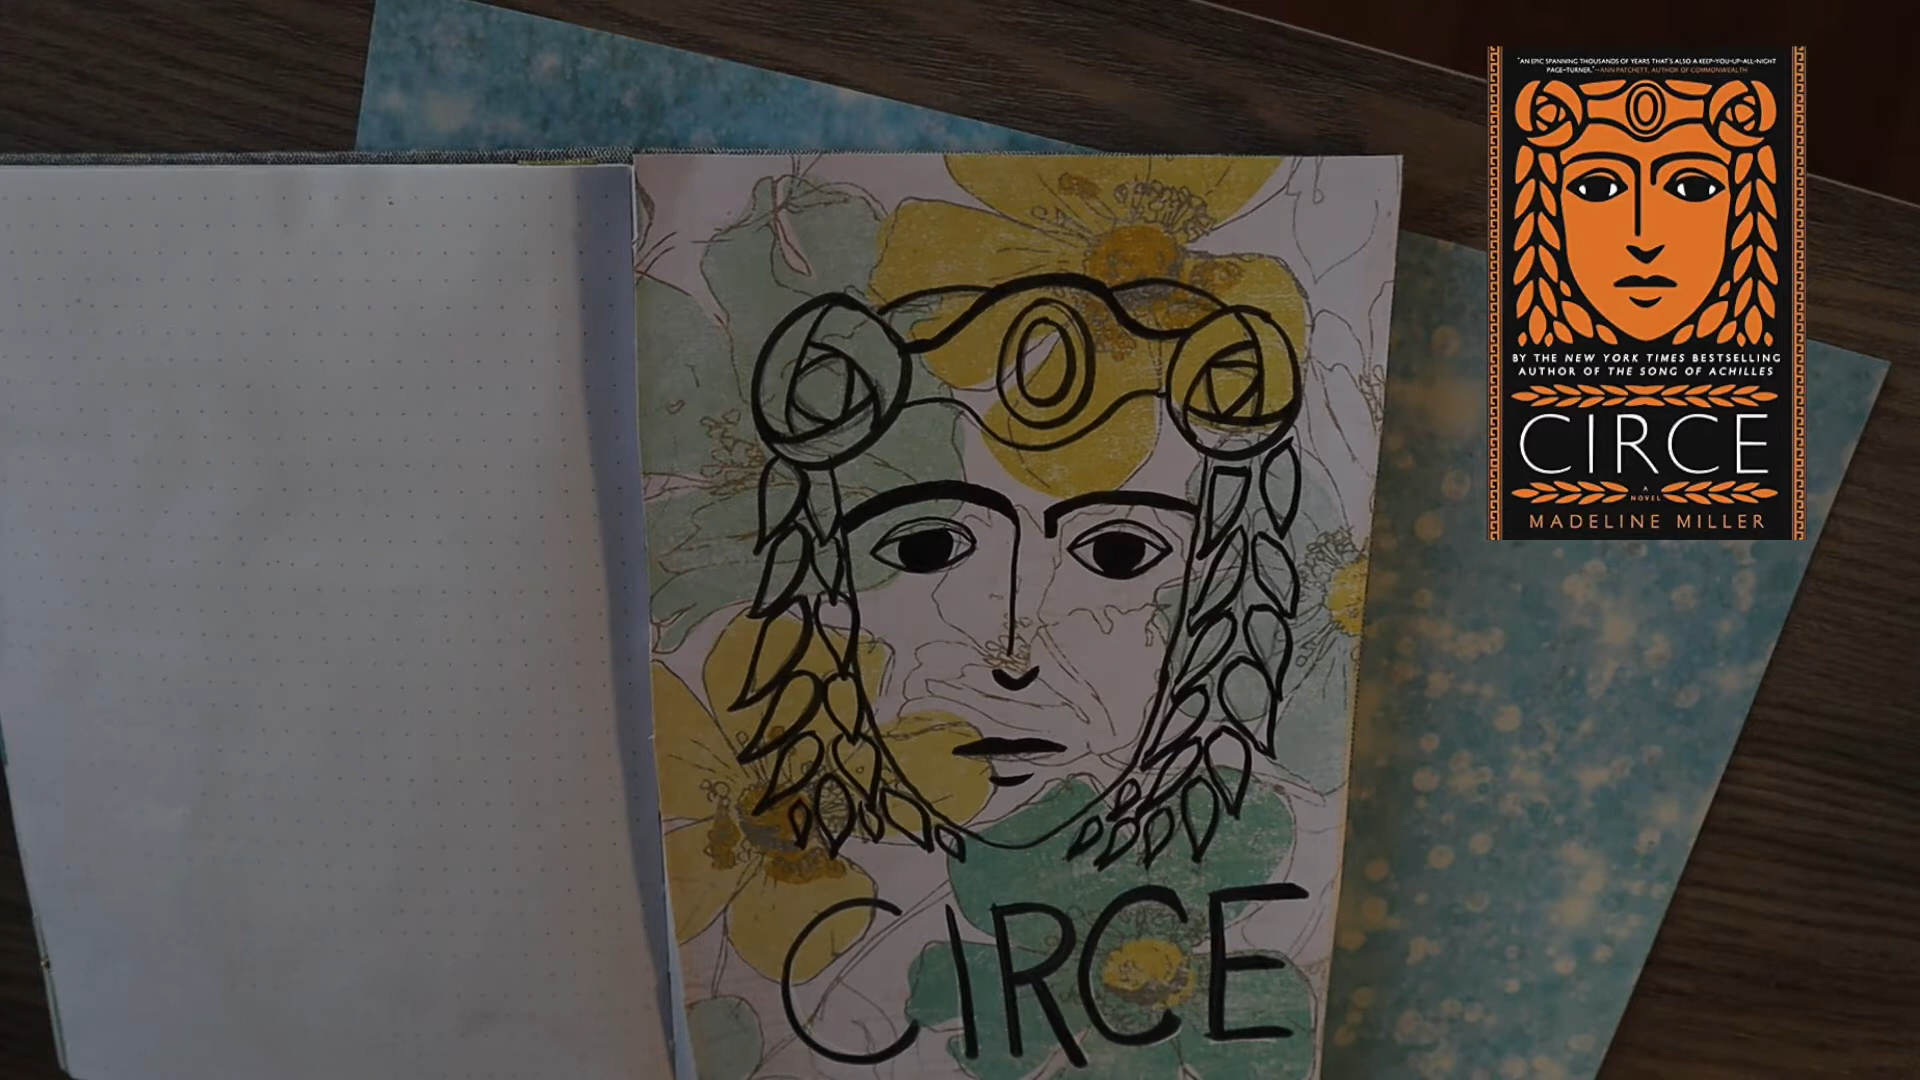 "AN EPIC SPANNING THOUSANDS OF YEARS THAT'S ALSO A KEEP-YOU-UP-ALL-NIGHT
PAGE-TURNER."—ANN PATCHETT, AUTHOR OF COMMONWEALTH
BY THE NEW YORK TIMES BESTSELLING
AUTHOR OF THE SONG OF ACHILLES
CIRCE
A
NOVEL
MADELINE MILLER
CIRCE